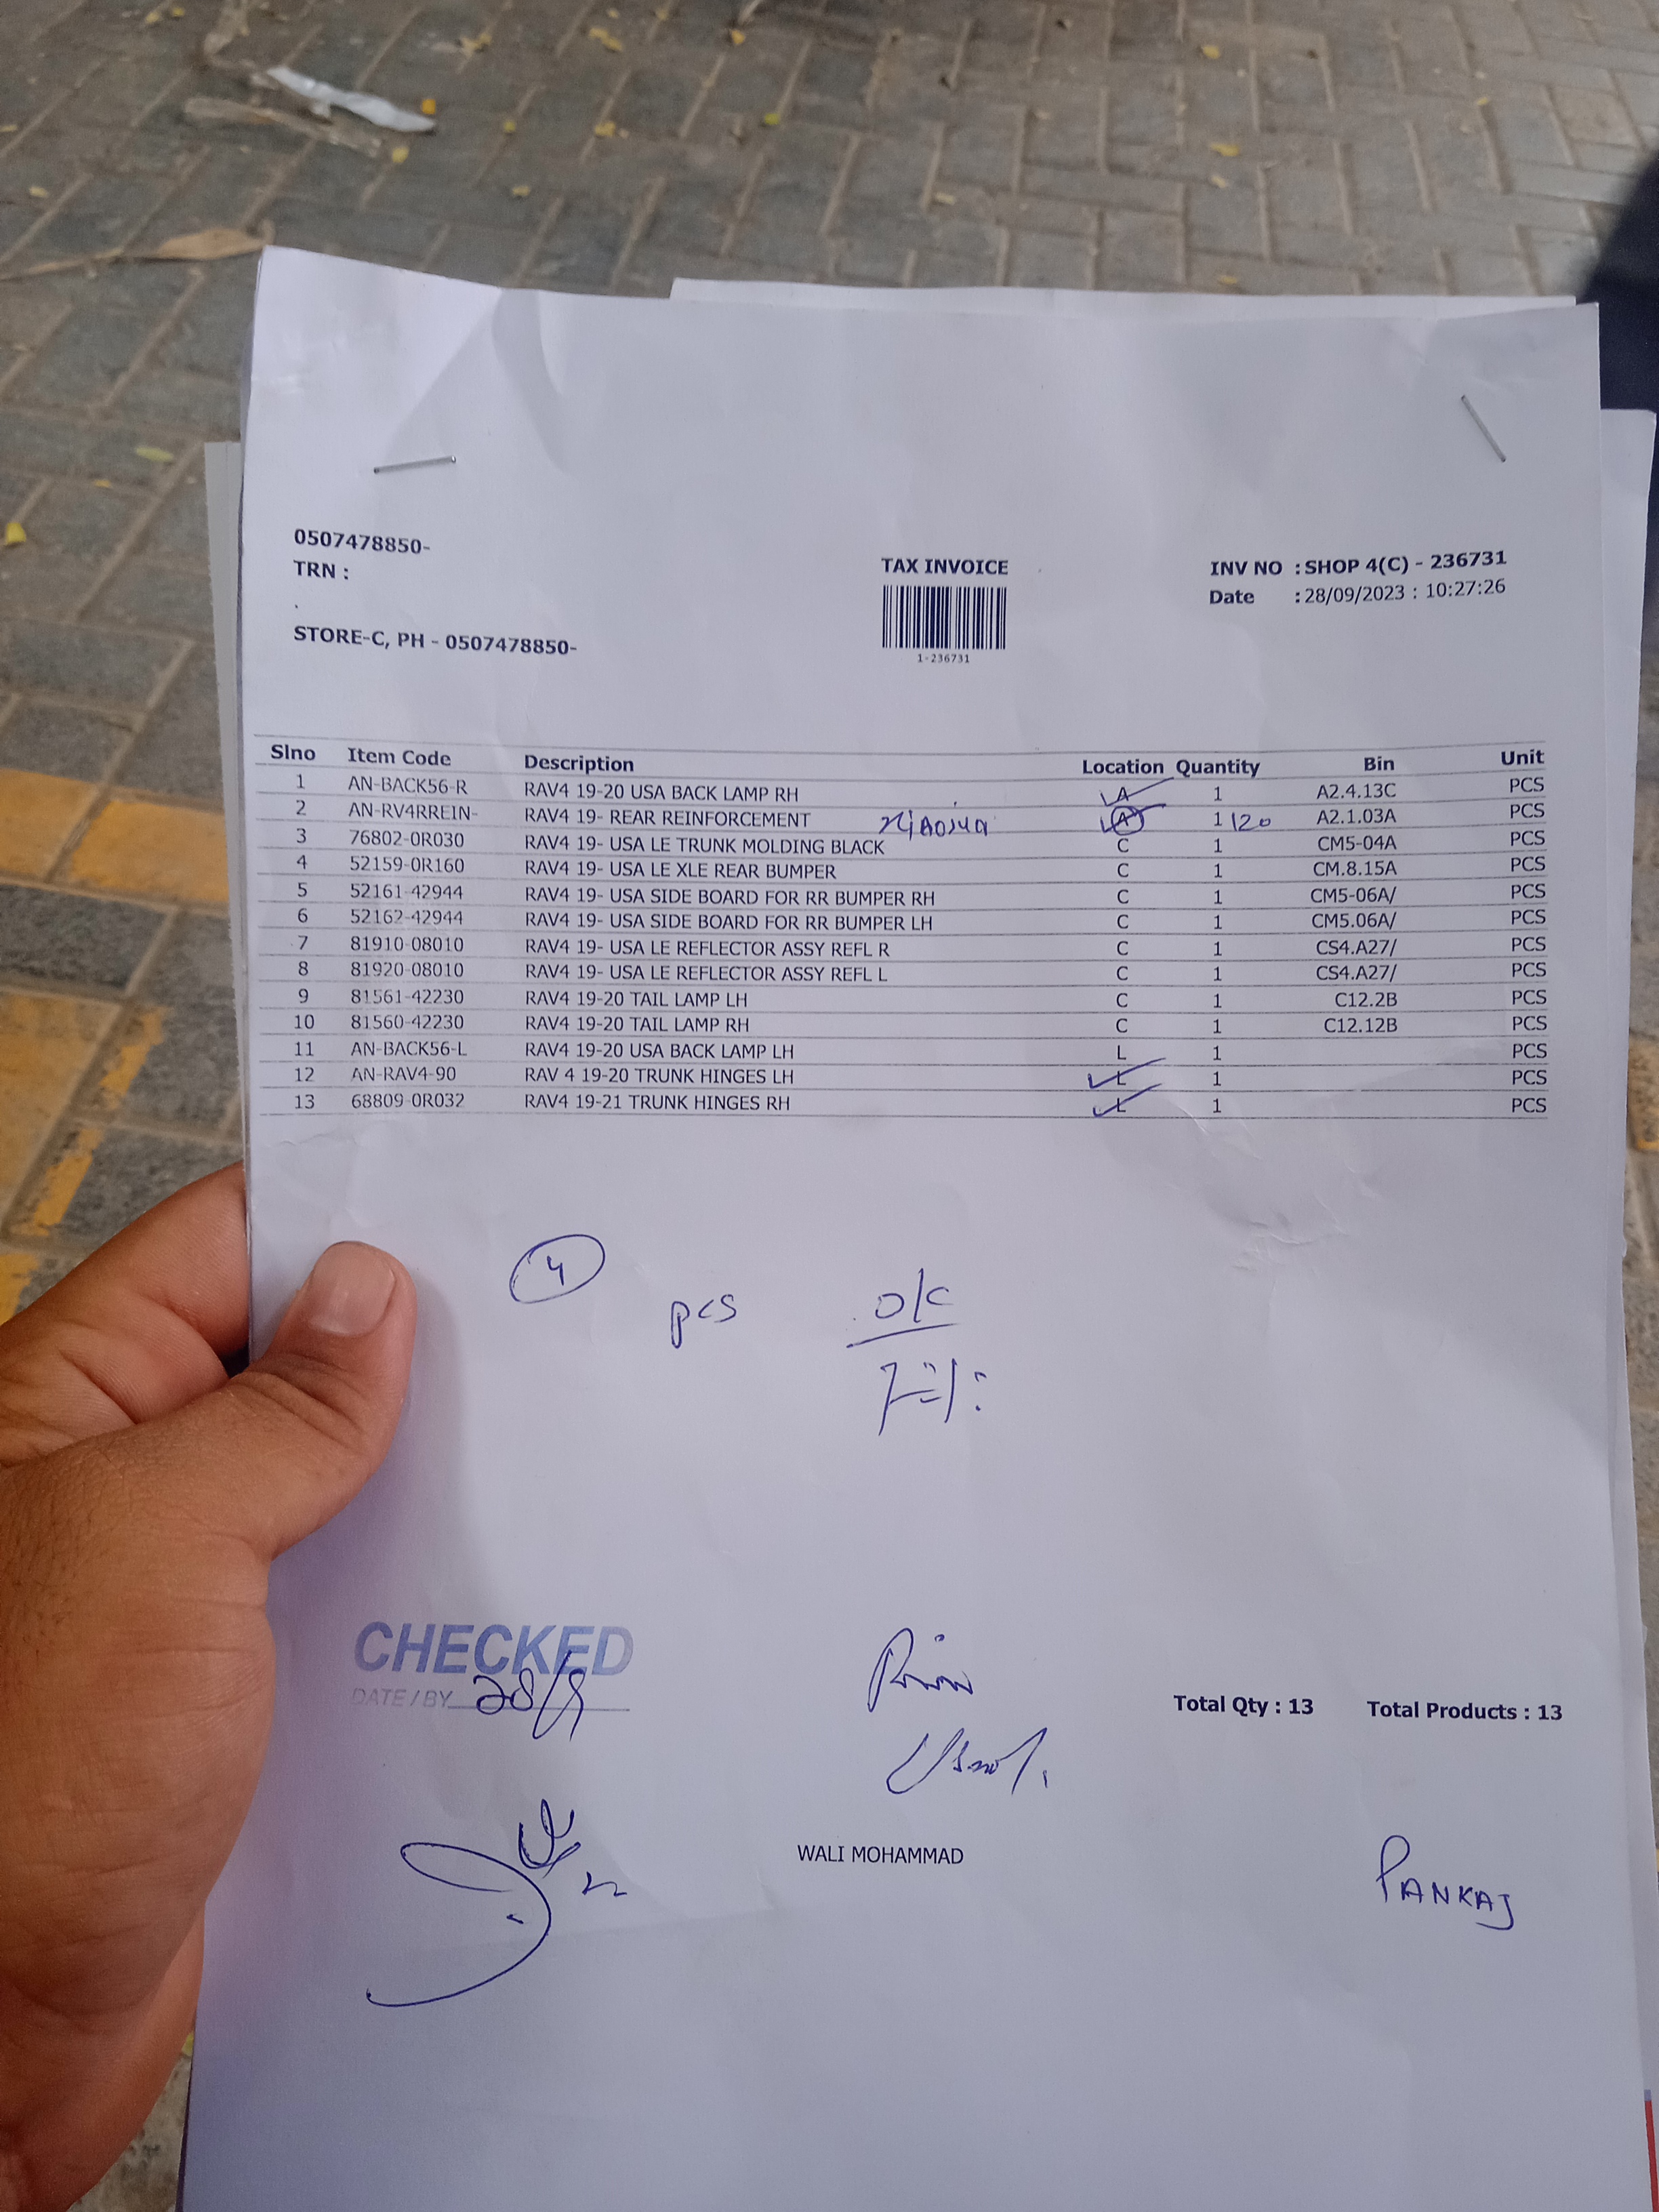 0507478850-
TRN :
.
STORE-C, PH - 0507478850-
TAX INVOICE
1-236731
INV NO : SHOP 4(C) - 236731
Date : 28/09/2023 : 10:27:26
Slno Item Code Description Location Quantity Bin Unit
1 AN-BACK56-R RAV4 19-20 USA BACK LAMP RH A 1 A2.4.13C PCS
2 AN-RV4RREIN- RAV4 19- REAR REINFORCEMENT A 1 120 A2.1.03A PCS
3 76802-0R030 RAV4 19- USA LE TRUNK MOLDING BLACK C 1 CM5-04A PCS
4 52159-0R160 RAV4 19- USA LE XLE REAR BUMPER C 1 CM.8.15A PCS
5 52161-42944 RAV4 19- USA SIDE BOARD FOR RR BUMPER RH C 1 CM5-06A/ PCS
6 52162-42944 RAV4 19- USA SIDE BOARD FOR RR BUMPER LH C 1 CM5.06A/ PCS
7 81910-08010 RAV4 19- USA LE REFLECTOR ASSY REFL R C 1 CS4.A27/ PCS
8 81920-08010 RAV4 19- USA LE REFLECTOR ASSY REFL L C 1 CS4.A27/ PCS
9 81561-42230 RAV4 19-20 TAIL LAMP LH C 1 C12.2B PCS
10 81560-42230 RAV4 19-20 TAIL LAMP RH C 1 C12.12B PCS
11 AN-BACK56-L RAV4 19-20 USA BACK LAMP LH L 1 PCS
12 AN-RAV4-90 RAV 4 19-20 TRUNK HINGES LH L 1 PCS
13 68809-0R032 RAV4 19-21 TRUNK HINGES RH L 1 PCS
4 pcs o/c
CHECKED
DATE/BY 28/9
Total Qty : 13 Total Products : 13
WALI MOHAMMAD
PANKAJ